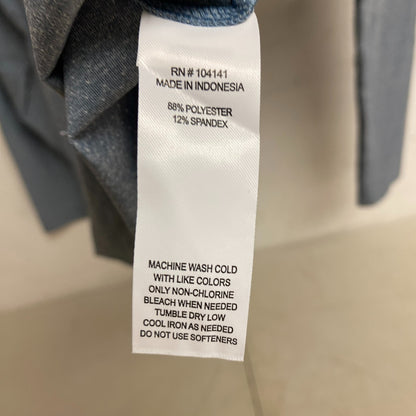 RN # 104141
MADE IN INDONESIA
88% POLYESTER
12% SPANDEX
MACHINE WASH COLD
WITH LIKE COLORS
ONLY NON-CHLORINE
BLEACH WHEN NEEDED
TUMBLE DRY LOW
COOL IRON AS NEEDED
DO NOT USE SOFTENERS